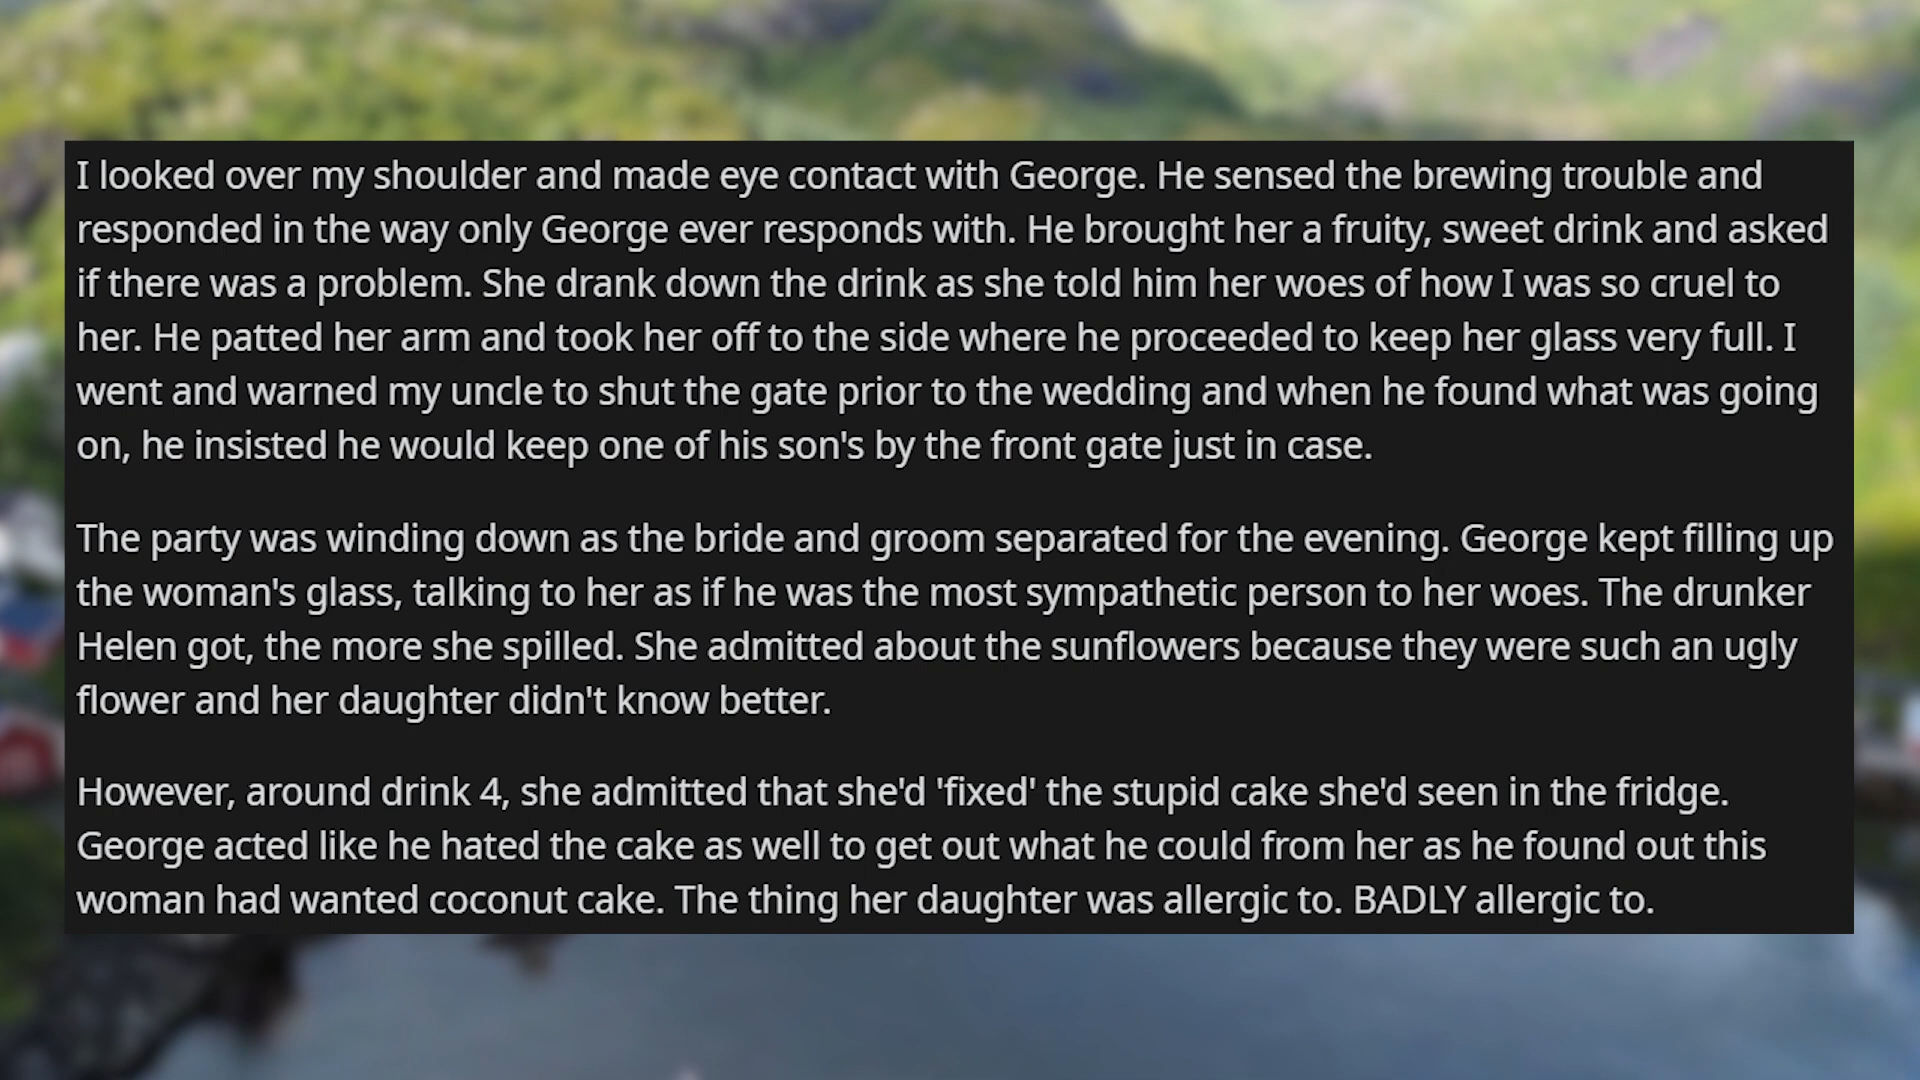 I looked over my shoulder and made eye contact with George. He sensed the brewing trouble and
responded in the way only George ever responds with. He brought her a fruity, sweet drink and asked
if there was a problem. She drank down the drink as she told him her woes of how I was so cruel to
her. He patted her arm and took her off to the side where he proceeded to keep her glass very full. I
went and warned my uncle to shut the gate prior to the wedding and when he found what was going
on, he insisted he would keep one of his son's by the front gate just in case.
The party was winding down as the bride and groom separated for the evening. George kept filling up
the woman's glass, talking to her as if he was the most sympathetic person to her woes. The drunker
Helen got, the more she spilled. She admitted about the sunflowers because they were such an ugly
flower and her daughter didn't know better.
However, around drink 4, she admitted that she'd 'fixed' the stupid cake she'd seen in the fridge.
George acted like he hated the cake as well to get out what he could from her as he found out this
woman had wanted coconut cake. The thing her daughter was allergic to. BADLY allergic to.